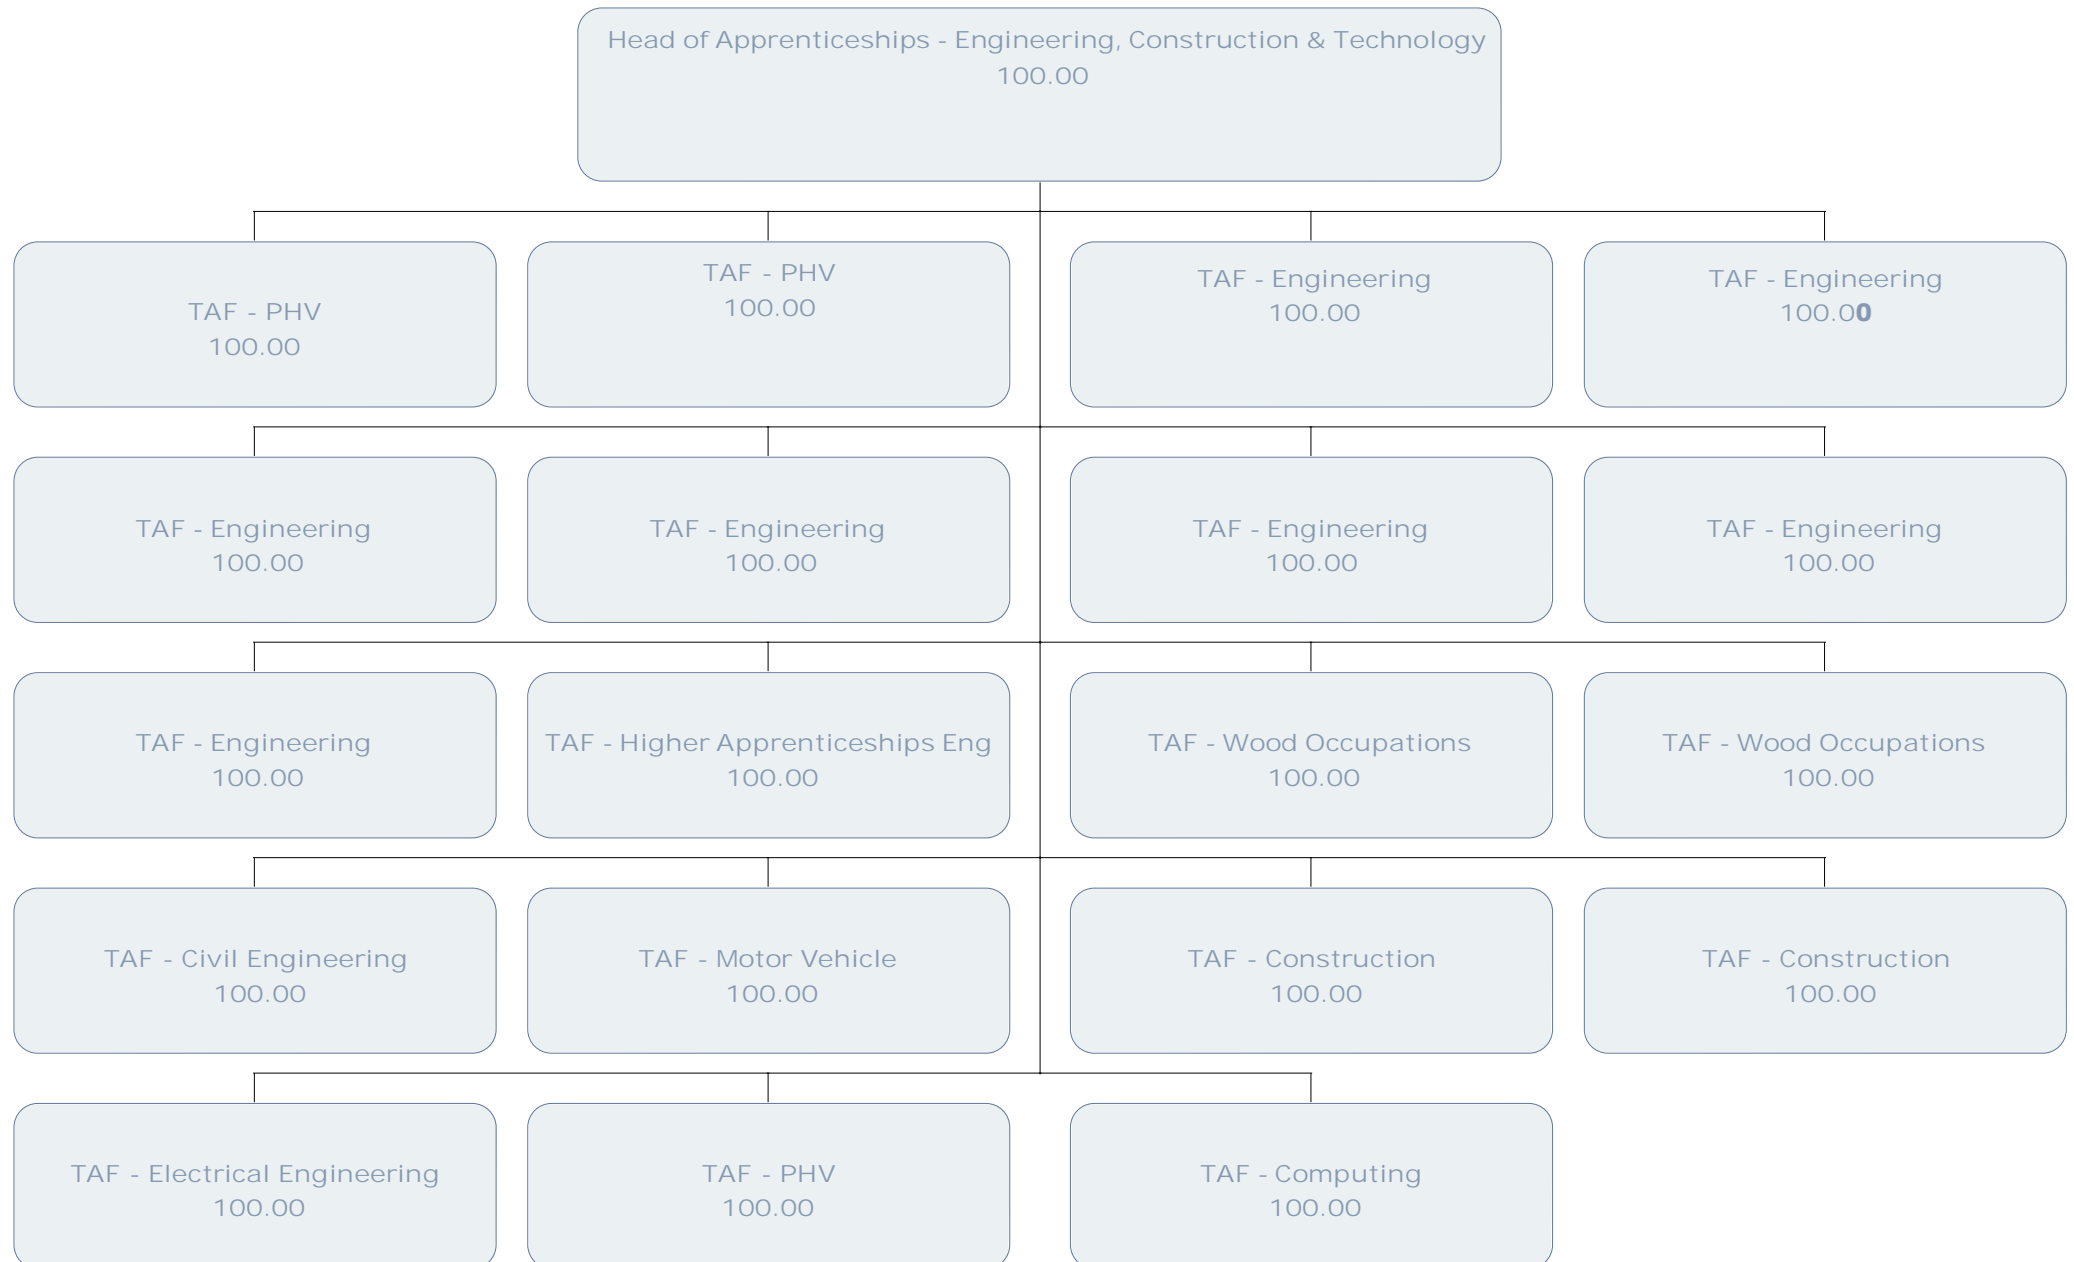 Head of Apprenticeships - Engineering, Construction & Technology
100.00
TAF - PHV
100.00
TAF - PHV
100.00
TAF - Engineering
100.00
TAF - Engineering
100.00
TAF - Engineering
100.00
TAF - Engineering
100.00
TAF - Engineering
100.00
TAF - Engineering
100.00
TAF - Engineering
100.00
TAF - Higher Apprenticeships Eng
100.00
TAF - Wood Occupations
100.00
TAF - Wood Occupations
100.00
TAF - Civil Engineering
100.00
TAF - Motor Vehicle
100.00
TAF - Construction
100.00
TAF - Construction
100.00
TAF - Electrical Engineering
100.00
TAF - PHV
100.00
TAF - Computing
100.00